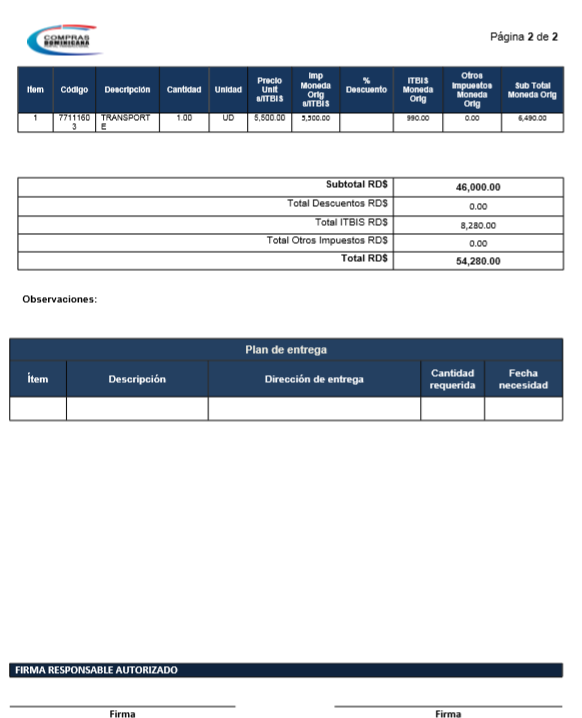 COMPRAS
DOMINICANA
Página 2 de 2
Item Código Descripción Cantidad Unidad Precio Unit s/ITBIS Imp Moneda Orig s/ITBIS % Descuento ITBIS Moneda Orig Otros Impuestos Moneda Orig Sub Total Moneda Orig
1 77111603 TRANSPORTE 1.00 UD 5,500.00 5,500.00 990.00 0.00 6,490.00
Subtotal RD$ 46,000.00
Total Descuentos RD$ 0.00
Total ITBIS RD$ 8,280.00
Total Otros Impuestos RD$ 0.00
Total RD$ 54,280.00
Observaciones:
Plan de entrega
Ítem Descripción Dirección de entrega Cantidad requerida Fecha necesidad
FIRMA RESPONSABLE AUTORIZADO
Firma Firma